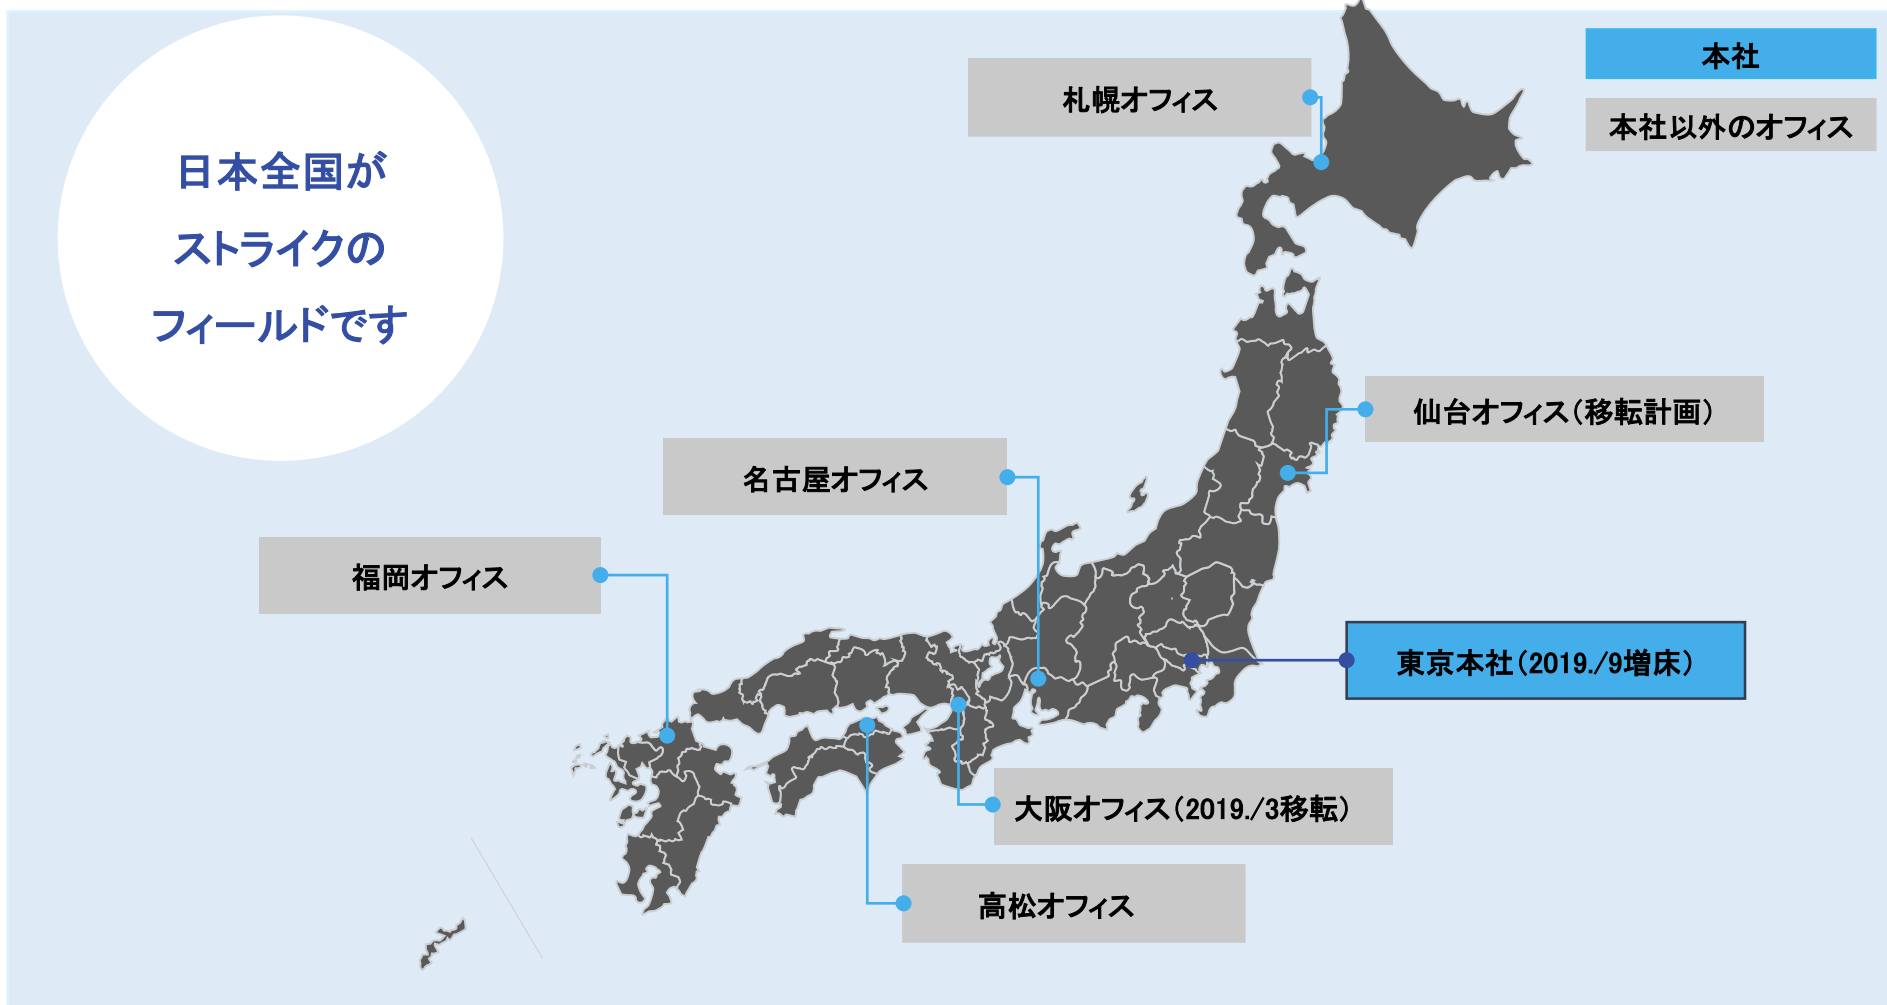 日本全国が
ストライクの
フィールドです
本社
本社以外のオフィス
札幌オフィス
仙台オフィス（移転計画）
名古屋オフィス
福岡オフィス
東京本社（2019./9増床）
大阪オフィス（2019./3移転）
高松オフィス